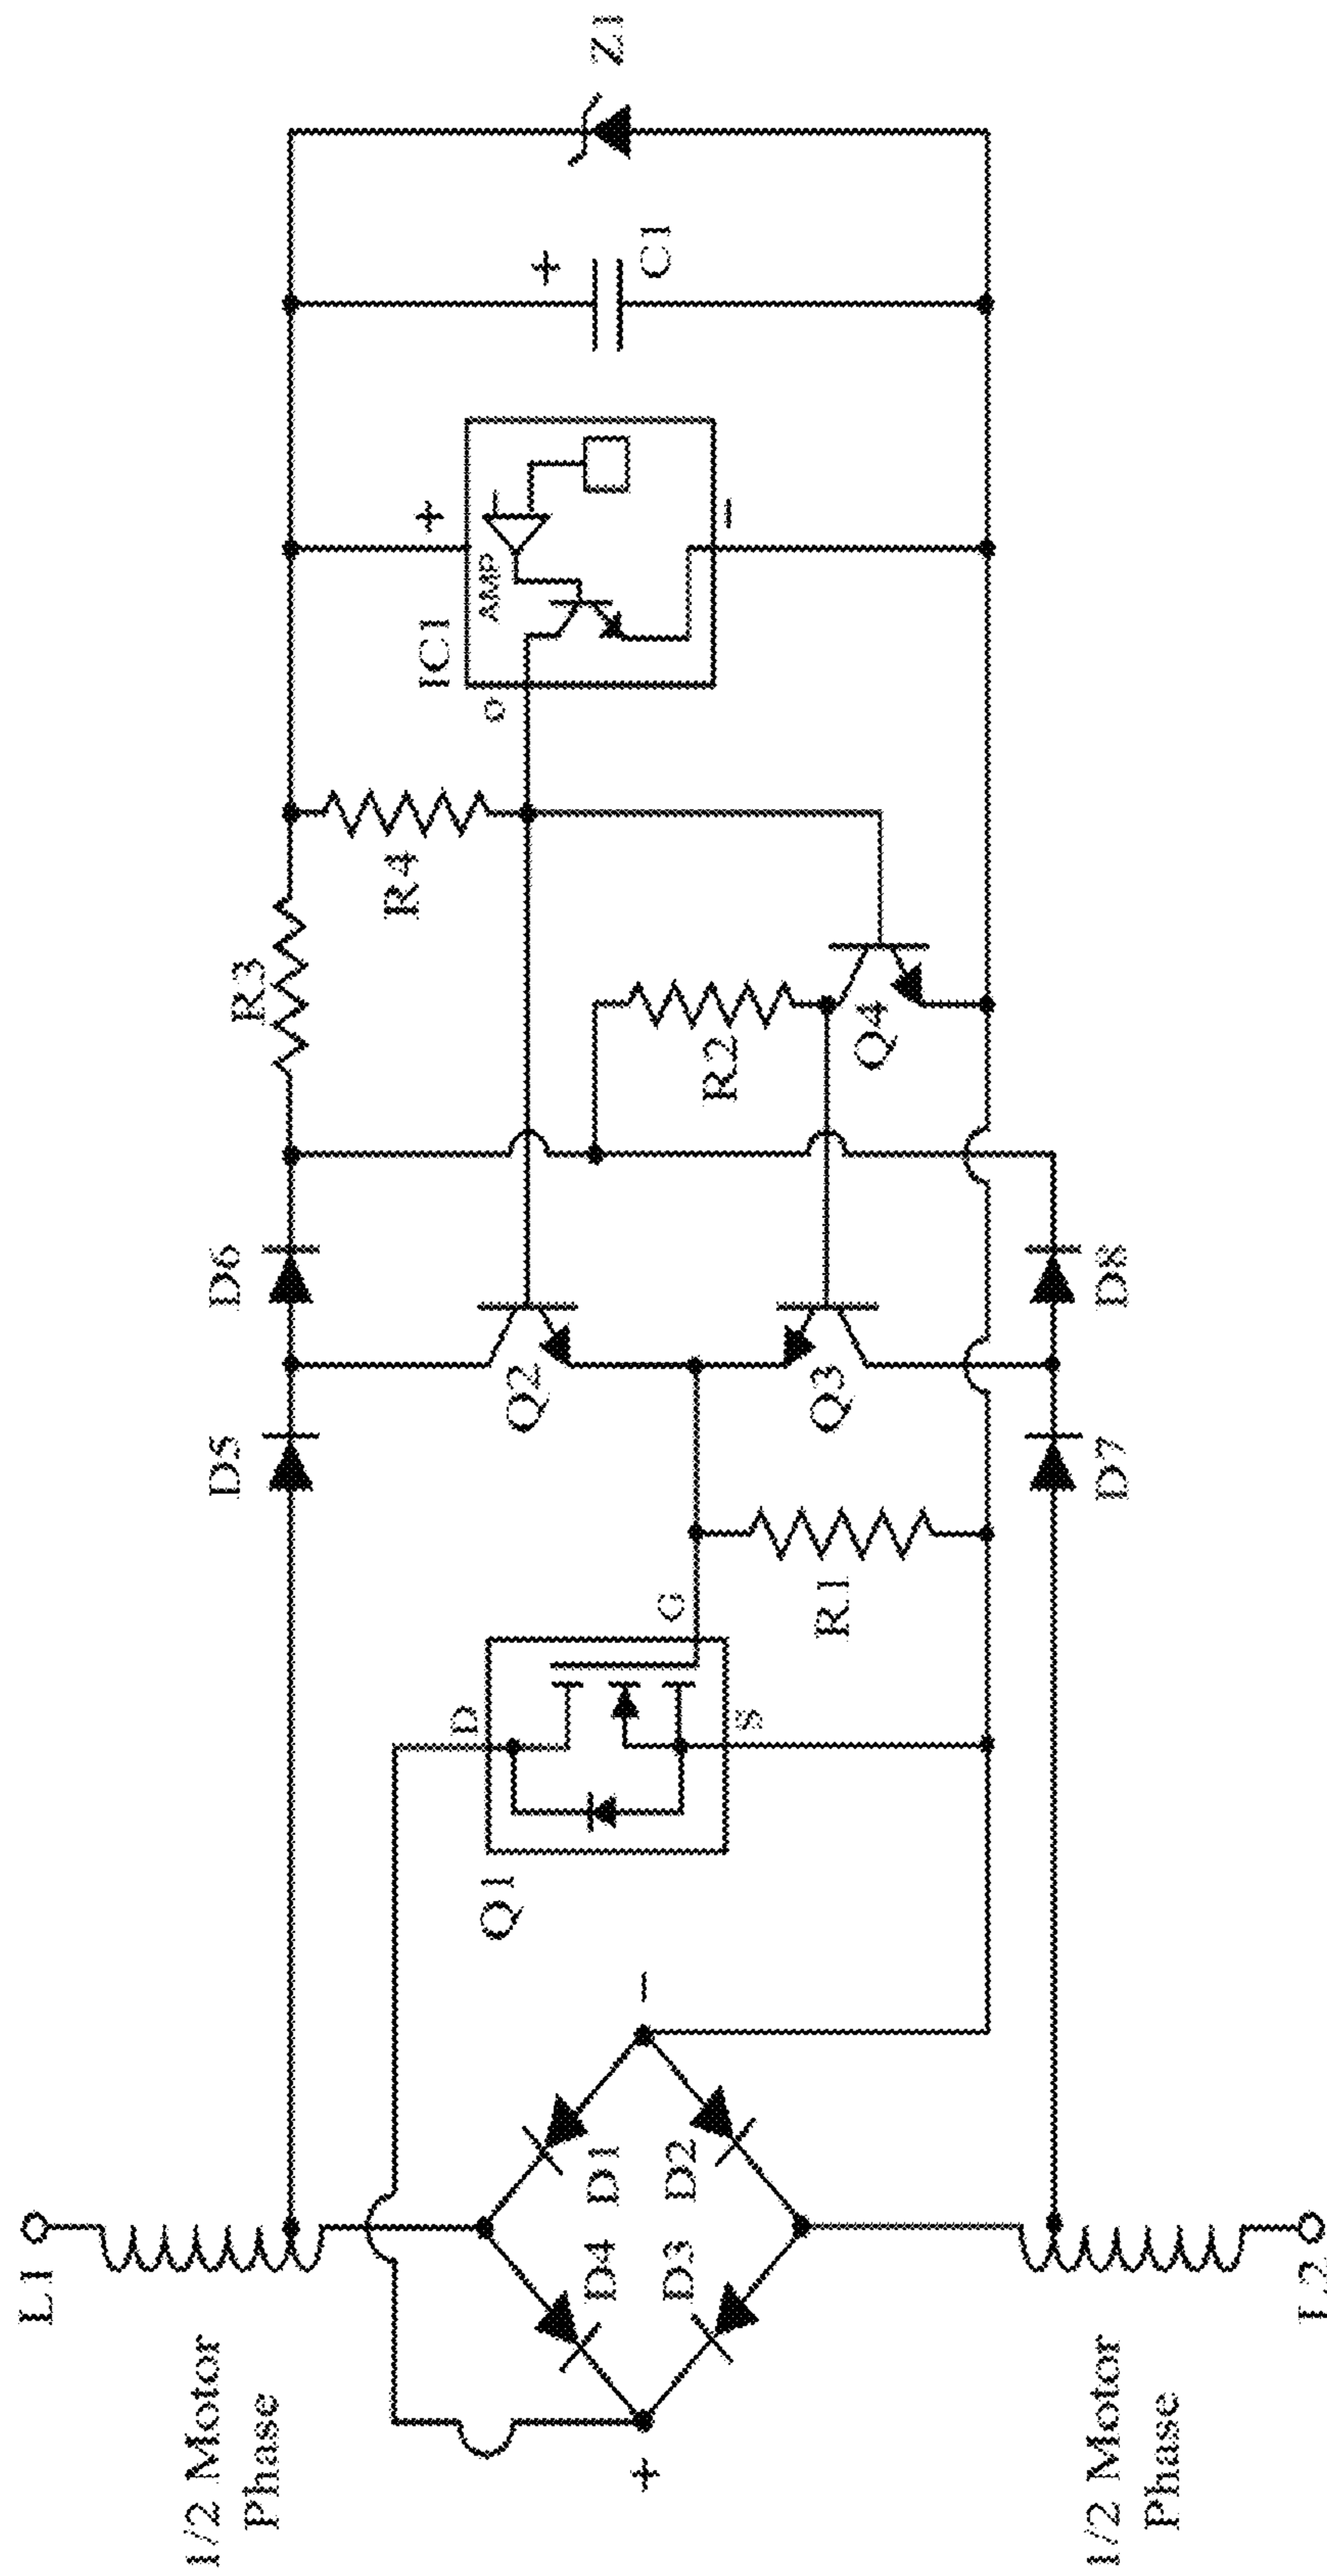 L1
1/2 Motor
Phase
+
D4
D1
D3
D2
−
1/2 Motor
Phase
L2
Q1
D
G
S
R1
D5
D6
Q2
Q3
D7
D8
R3
R2
Q4
R4
O
IC1
AMP
−
+
−
+
C1
Z1